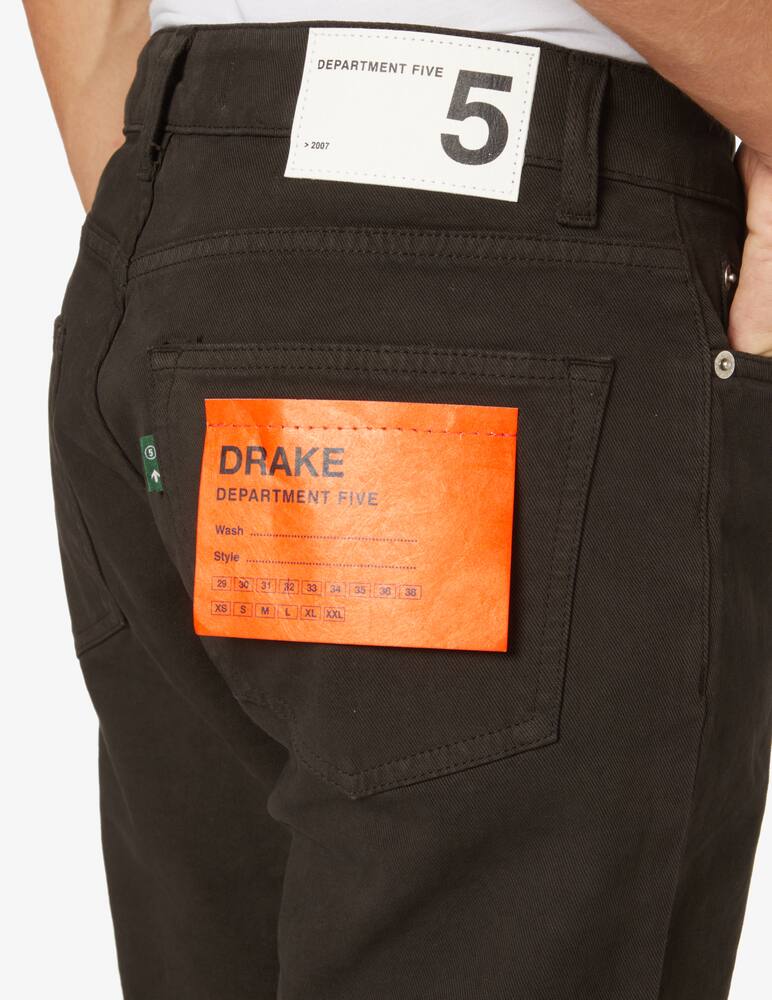 DEPARTMENT FIVE
5
> 2007
5
DRAKE
DEPARTMENT FIVE
Wash ........................................
Style ........................................
29 30 31 32 33 34 35 36 38
XS S M L XL XXL